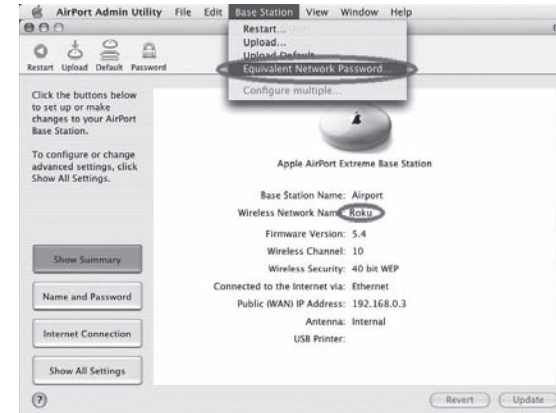 AirPort Admin Utility File Edit Base Station View Window Help
Restart...
Upload...
Upload Default...
Equivalent Network Password...
Configure multiple...
Restart Upload Default Password
Click the buttons below
to set up or make
changes to your AirPort
Base Station.
To configure or change
advanced settings, click
Show All Settings.
Show Summary
Name and Password
Internet Connection
Show All Settings
Apple AirPort Extreme Base Station
Base Station Name: Airport
Wireless Network Name: Roku
Firmware Version: 5.4
Wireless Channel: 10
Wireless Security: 40 bit WEP
Connected to the Internet via: Ethernet
Public (WAN) IP Address: 192.168.0.3
Antenna: Internal
USB Printer:
? Revert Update